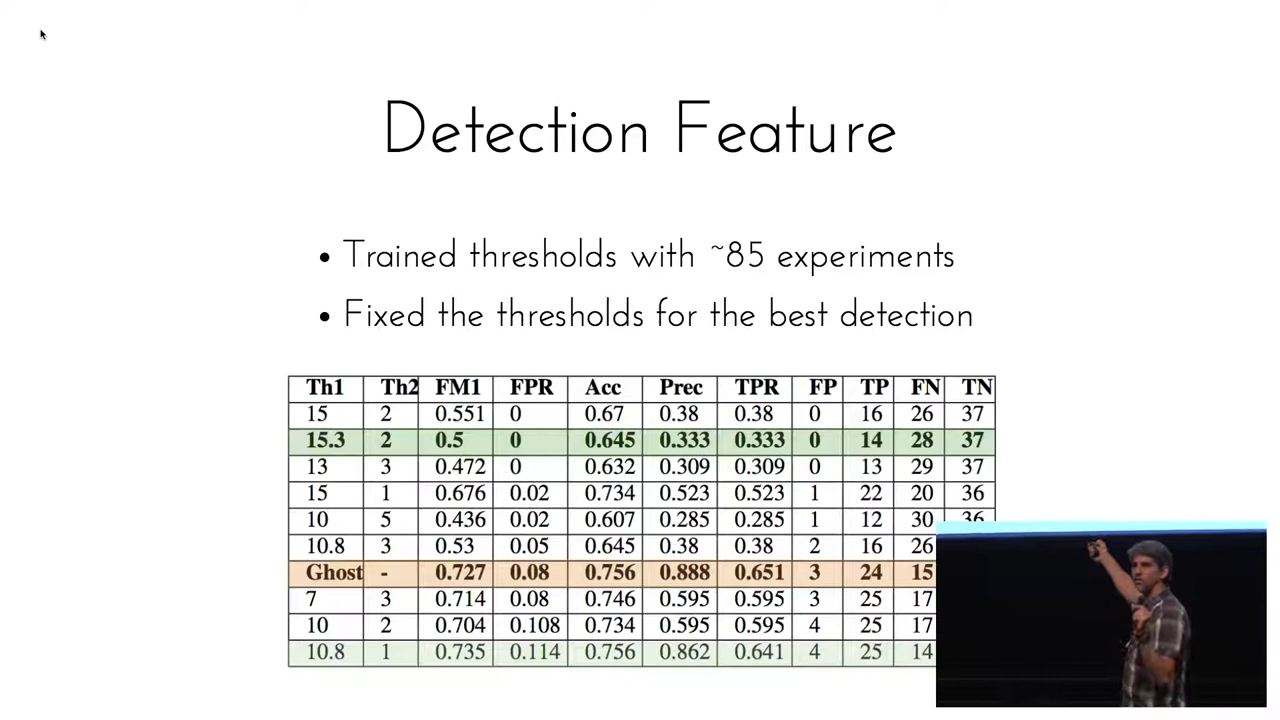 Detection Feature
• Trained thresholds with ~85 experiments
• Fixed the thresholds for the best detection
Th1 Th2 FM1 FPR Acc Prec TPR FP TP FN TN
15 2 0.551 0 0.67 0.38 0.38 0 16 26 37
15.3 2 0.5 0 0.645 0.333 0.333 0 14 28 37
13 3 0.472 0 0.632 0.309 0.309 0 13 29 37
15 1 0.676 0.02 0.734 0.523 0.523 1 22 20 36
10 5 0.436 0.02 0.607 0.285 0.285 1 12 30 36
10.8 3 0.53 0.05 0.645 0.38 0.38 2 16 26
Ghost - 0.727 0.08 0.756 0.888 0.651 3 24 15
7 3 0.714 0.08 0.746 0.595 0.595 3 25 17
10 2 0.704 0.108 0.734 0.595 0.595 4 25 17
10.8 1 0.735 0.114 0.756 0.862 0.641 4 25 14